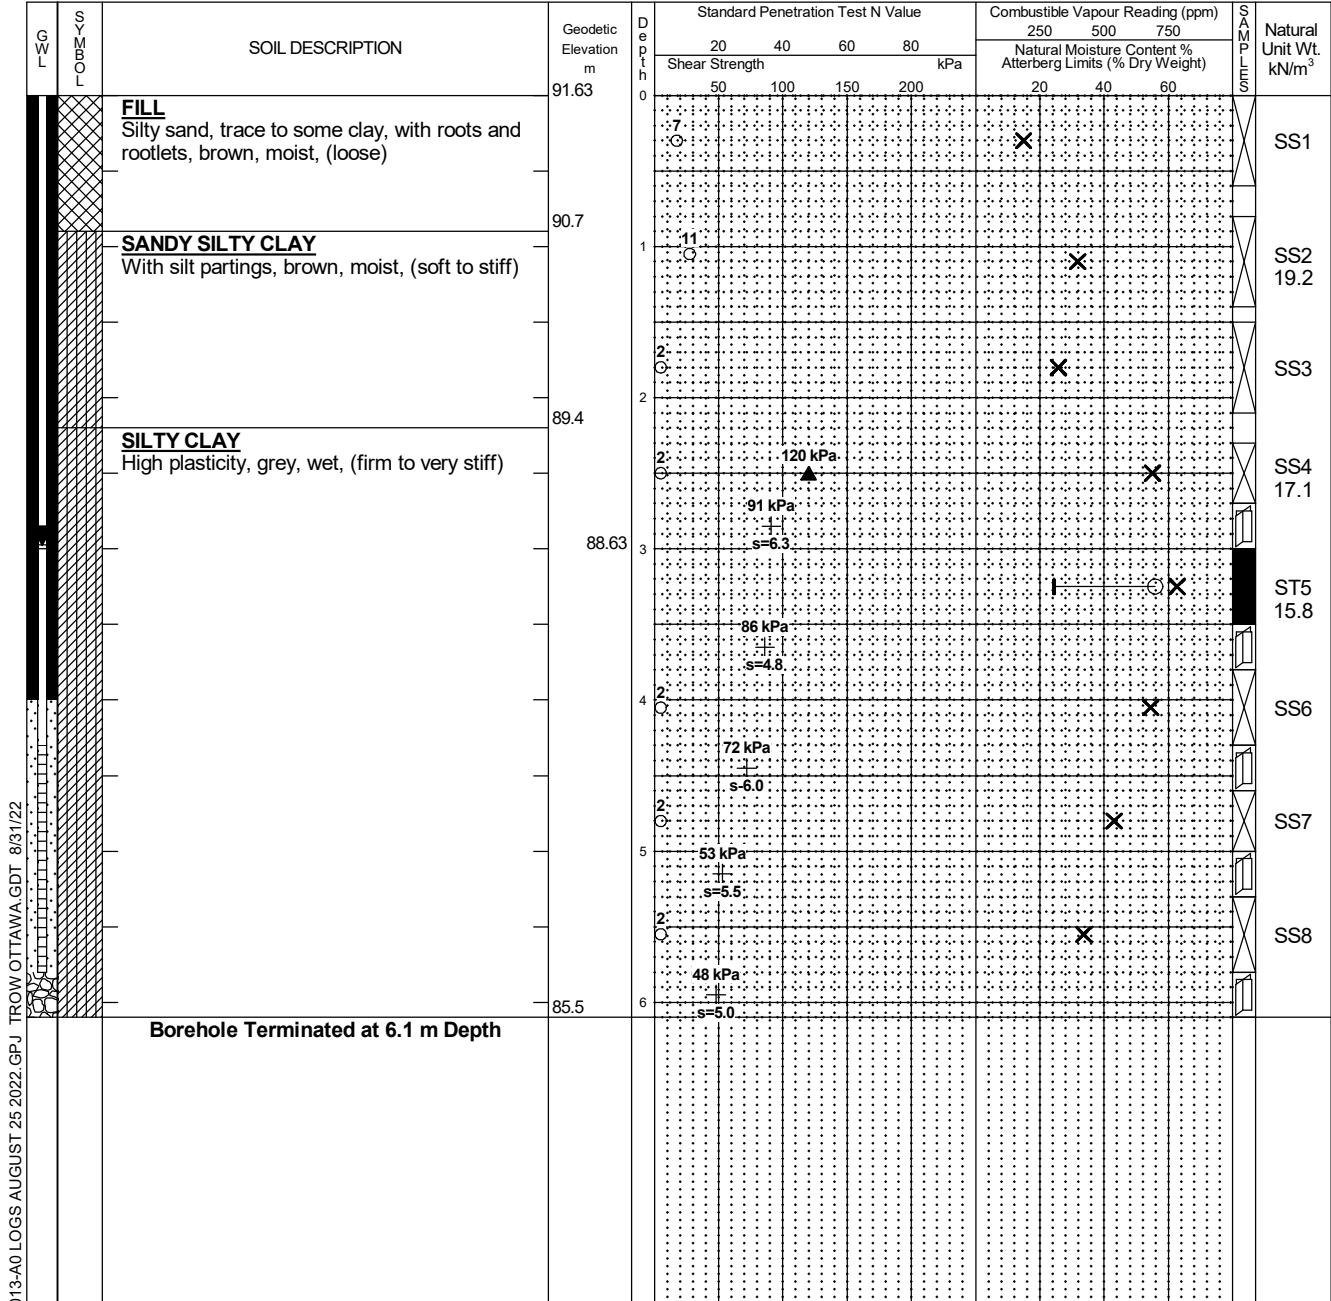 GWL
SYMBOL
SOIL DESCRIPTION
Geodetic
Elevation
m
Depth
Standard Penetration Test N Value
20 40 60 80
Shear Strength kPa
50 100 150 200
Combustible Vapour Reading (ppm)
250 500 750
Natural Moisture Content %
Atterberg Limits (% Dry Weight)
20 40 60
SAMPLES
Natural
Unit Wt.
kN/m³
91.63
0
FILL
Silty sand, trace to some clay, with roots and
rootlets, brown, moist, (loose)
7
SS1
90.7
SANDY SILTY CLAY
With silt partings, brown, moist, (soft to stiff)
1
11
SS2
19.2
2
SS3
2
89.4
SILTY CLAY
High plasticity, grey, wet, (firm to very stiff)
2
120 kPa
SS4
17.1
91 kPa
s=6.3
88.63
3
ST5
15.8
86 kPa
s=4.8
4
2
SS6
72 kPa
s-6.0
2
SS7
5
53 kPa
s=5.5
2
SS8
48 kPa
s=5.0
85.5
6
Borehole Terminated at 6.1 m Depth
013-A0 LOGS AUGUST 25 2022.GPJ TROW OTTAWA.GDT 8/31/22